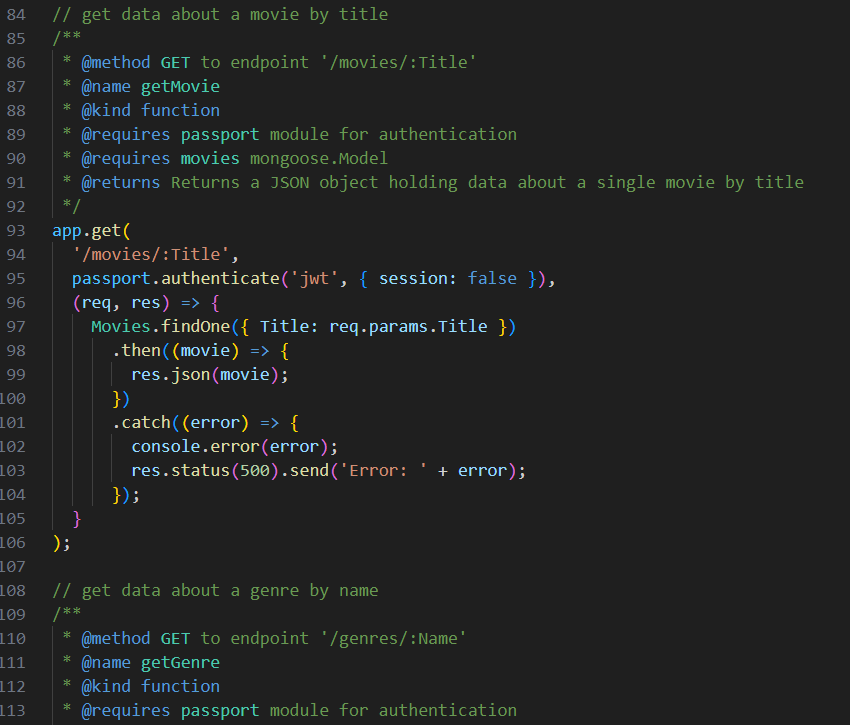 84 // get data about a movie by title
85 /**
86 * @method GET to endpoint '/movies/:Title'
87 * @name getMovie
88 * @kind function
89 * @requires passport module for authentication
90 * @requires movies mongoose.Model
91 * @returns Returns a JSON object holding data about a single movie by title
92 */
93 app.get(
94 '/movies/:Title',
95 passport.authenticate('jwt', { session: false }),
96 (req, res) => {
97 Movies.findOne({ Title: req.params.Title })
98 .then((movie) => {
99 res.json(movie);
100 })
101 .catch((error) => {
102 console.error(error);
103 res.status(500).send('Error: ' + error);
104 });
105 }
106 );
107
108 // get data about a genre by name
109 /**
110 * @method GET to endpoint '/genres/:Name'
111 * @name getGenre
112 * @kind function
113 * @requires passport module for authentication